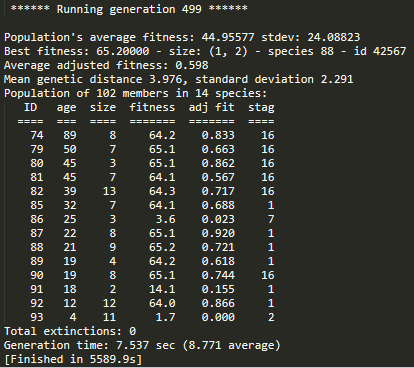 ****** Running generation 499 ******
Population's average fitness: 44.95577 stdev: 24.08823
Best fitness: 65.20000 - size: (1, 2) - species 88 - id 42567
Average adjusted fitness: 0.598
Mean genetic distance 3.976, standard deviation 2.291
Population of 102 members in 14 species:
ID age size fitness adj fit stag
==== === ==== ======= ======= ====
74 89 8 64.2 0.833 16
79 50 7 65.1 0.663 16
80 45 3 65.1 0.862 16
81 45 7 64.1 0.567 16
82 39 13 64.3 0.717 16
85 32 7 64.1 0.688 1
86 25 3 3.6 0.023 7
87 22 8 65.1 0.920 1
88 21 9 65.2 0.721 1
89 19 4 64.2 0.618 1
90 19 8 65.1 0.744 16
91 18 2 14.1 0.155 1
92 12 12 64.0 0.866 1
93 4 11 1.7 0.000 2
Total extinctions: 0
Generation time: 7.537 sec (8.771 average)
[Finished in 5589.9s]